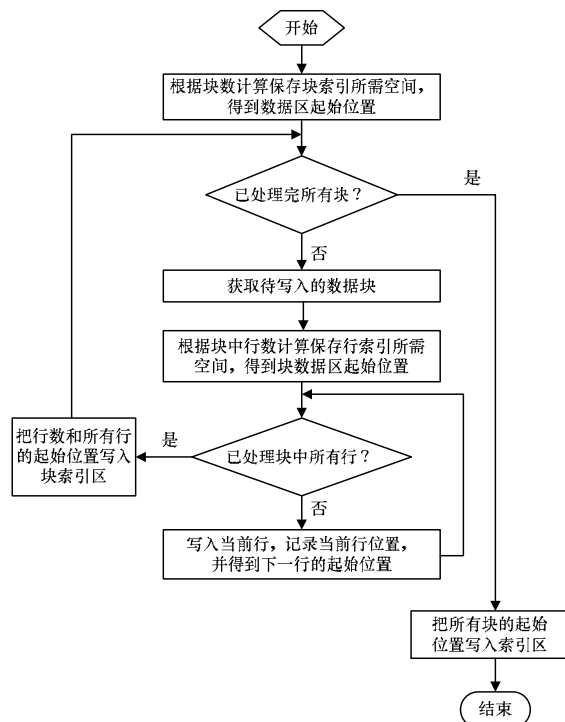 开始
根据块数计算保存块索引所需空间，
得到数据区起始位置
已处理完所有块？
是
否
获取待写入的数据块
根据块中行数计算保存行索引所需
空间，得到块数据区起始位置
把行数和所有行
的起始位置写入
块索引区
是
已处理块中所有行？
否
写入当前行，记录当前行位置，
并得到下一行的起始位置
把所有块的起始
位置写入索引区
结束